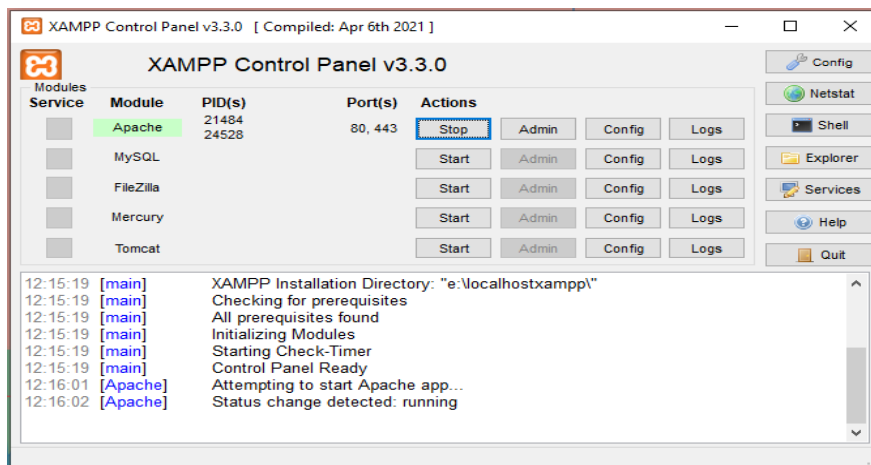 XAMPP Control Panel v3.3.0 [ Compiled: Apr 6th 2021 ]
XAMPP Control Panel v3.3.0
Config
Modules
Service Module PID(s) Port(s) Actions
Netstat
Apache 21484 24528 80, 443 Stop Admin Config Logs
Shell
MySQL Start Admin Config Logs
Explorer
FileZilla Start Admin Config Logs
Services
Mercury Start Admin Config Logs
Help
Tomcat Start Admin Config Logs
Quit
12:15:19 [main] XAMPP Installation Directory: "e:\localhostxampp\"
12:15:19 [main] Checking for prerequisites
12:15:19 [main] All prerequisites found
12:15:19 [main] Initializing Modules
12:15:19 [main] Starting Check-Timer
12:15:19 [main] Control Panel Ready
12:16:01 [Apache] Attempting to start Apache app...
12:16:02 [Apache] Status change detected: running